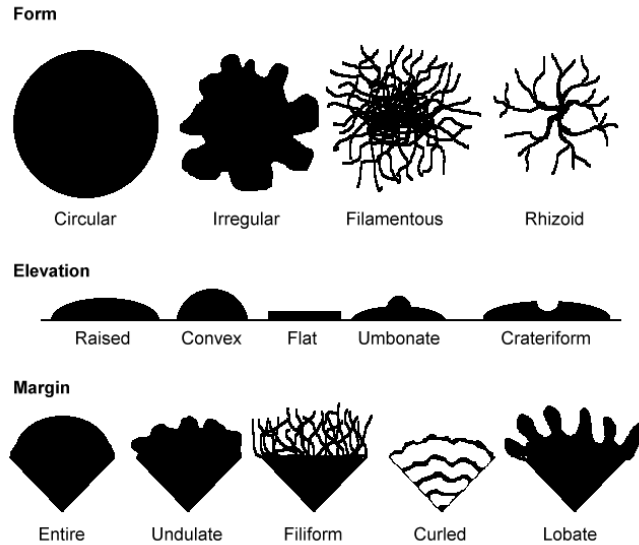 Form
Circular Irregular Filamentous Rhizoid
Elevation
Raised Convex Flat Umbonate Crateriform
Margin
Entire Undulate Filiform Curled Lobate